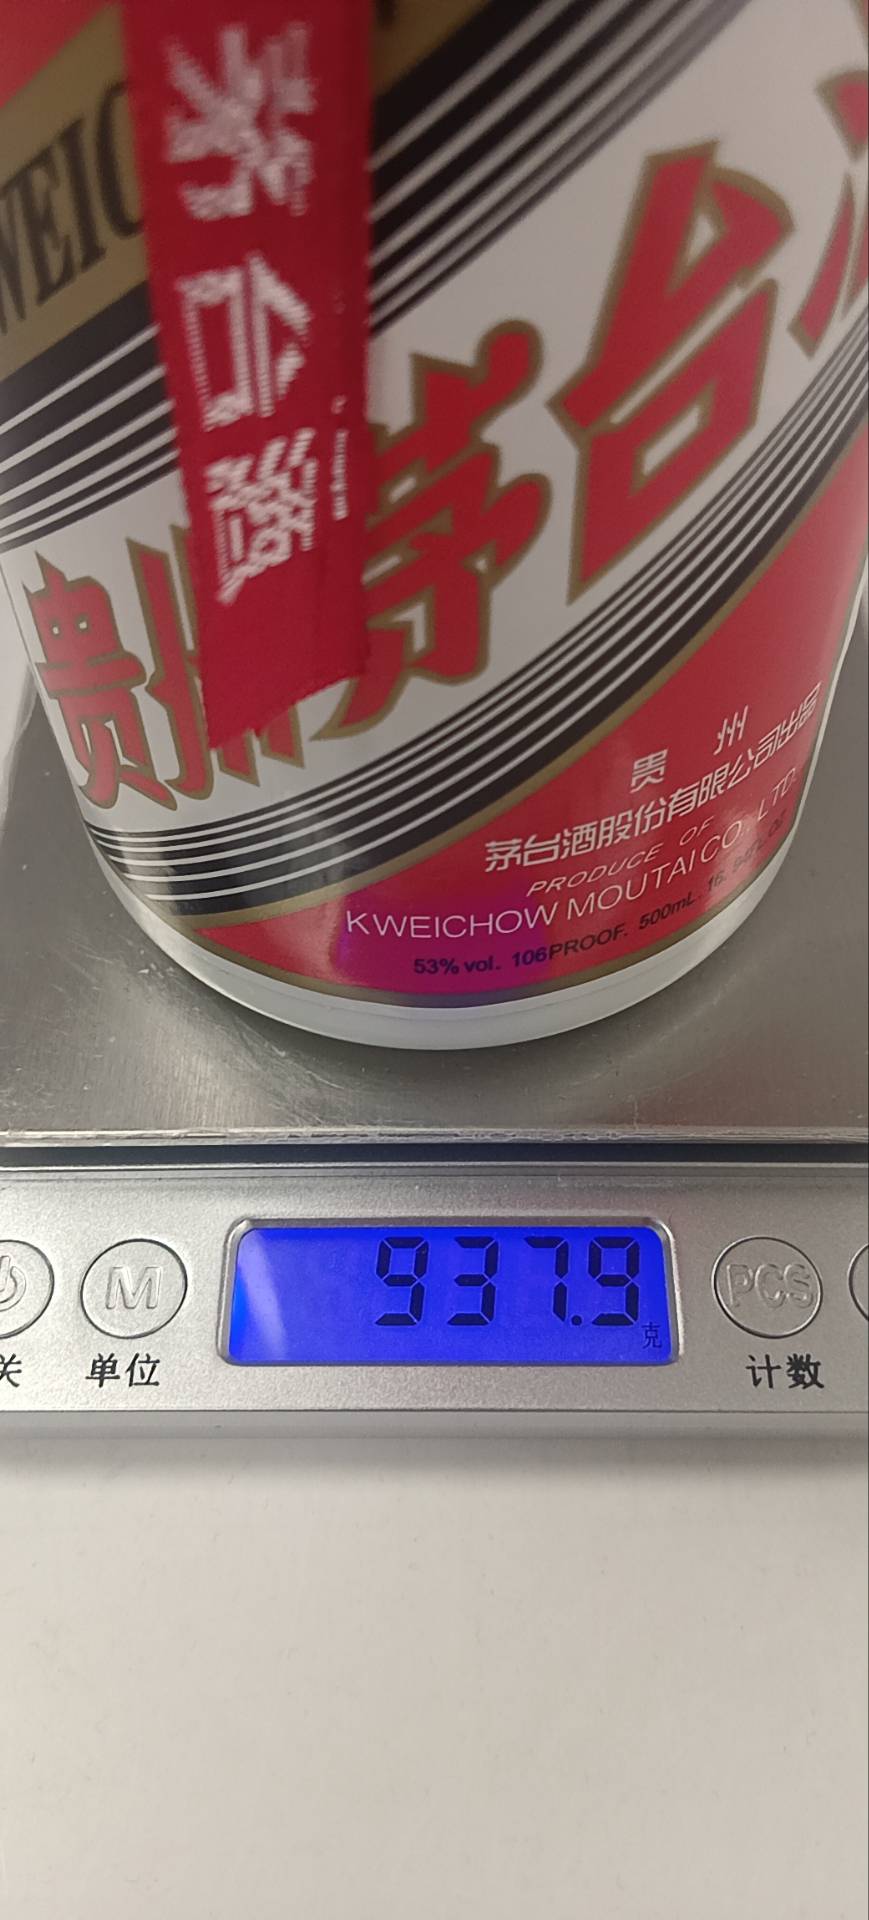 WEIC
茅台酒
贵州茅台酒
贵州
茅台酒股份有限公司出品
PRODUCE OF
KWEICHOW MOUTAI CO., LTD.
53% vol. 106PROOF. 500mL. 16.
937.9
克
M
PCS
关
单位
计数